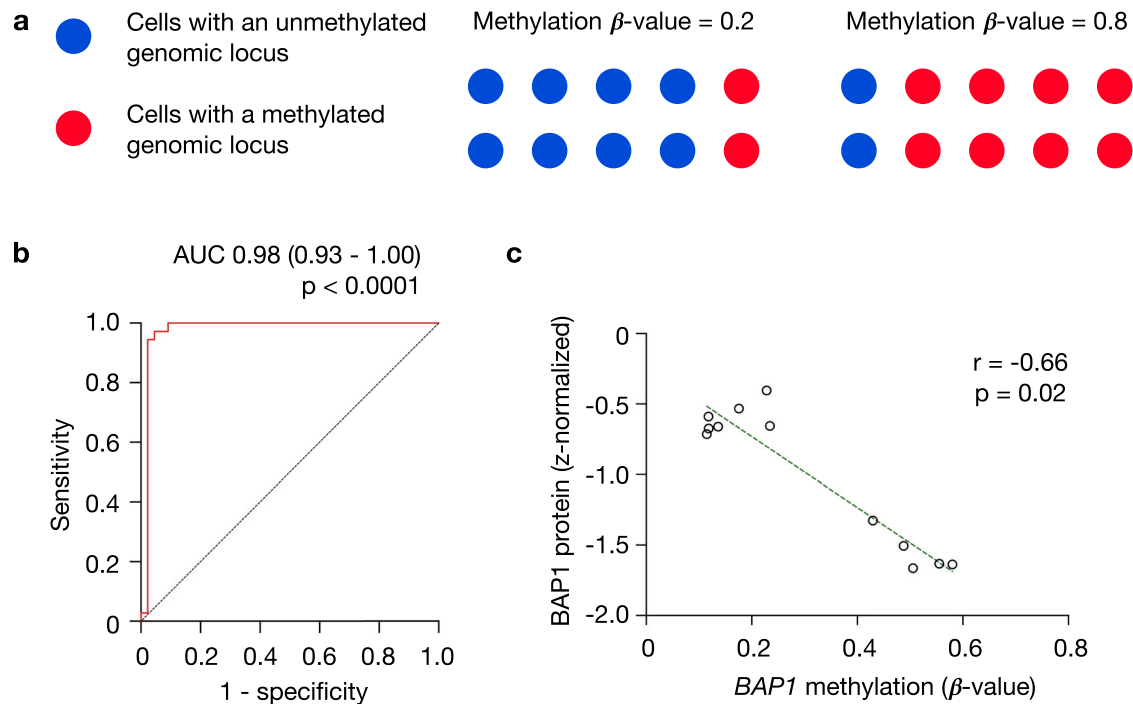 a
Cells with an unmethylated
genomic locus
Cells with a methylated
genomic locus
Methylation β-value = 0.2
Methylation β-value = 0.8
b
AUC 0.98 (0.93 - 1.00)
p < 0.0001
1.0
0.8
0.6
0.4
0.2
0
Sensitivity
0 0.2 0.4 0.6 0.8 1.0
1 - specificity
c
r = -0.66
p = 0.02
0
-0.5
-1.0
-1.5
-2.0
BAP1 protein (z-normalized)
0 0.2 0.4 0.6 0.8
BAP1 methylation (β-value)